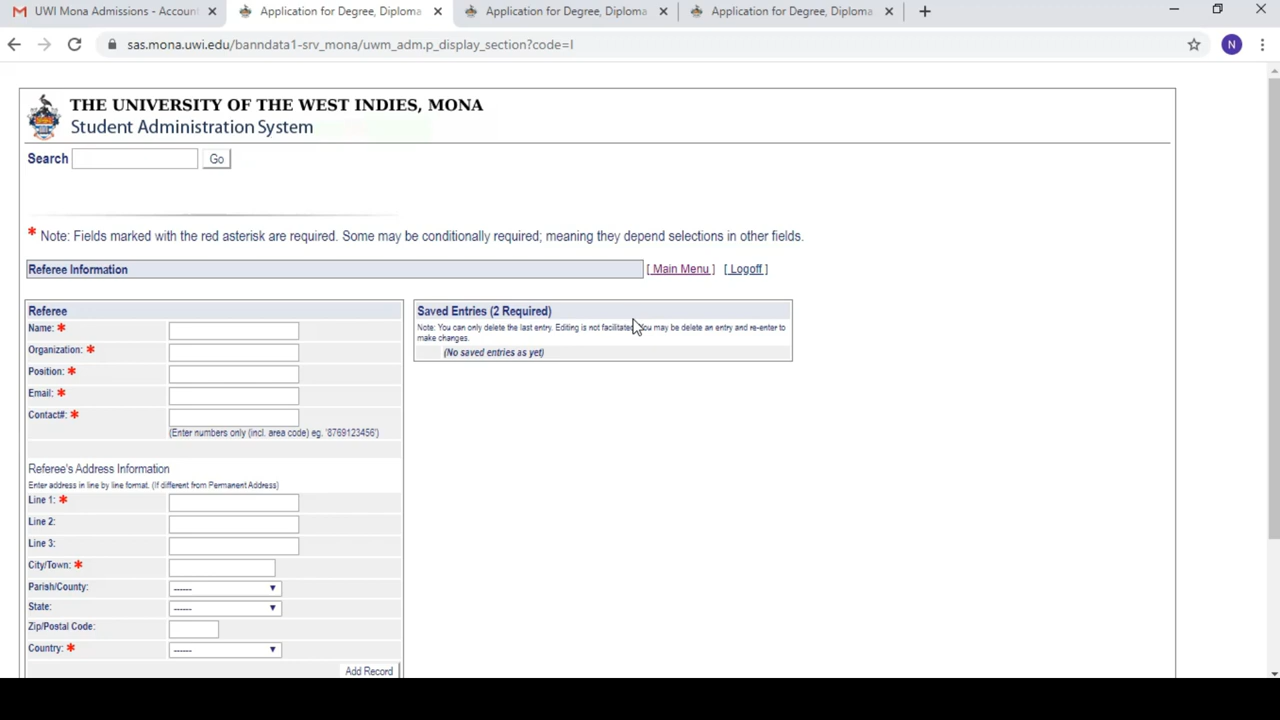 UWI Mona Admissions - Accoun
Application for Degree, Diploma
Application for Degree, Diploma
Application for Degree, Diploma
sas.mona.uwi.edu/banndata1-srv_mona/uwm_adm.p_display_section?code=I
N
THE UNIVERSITY OF THE WEST INDIES, MONA
Student Administration System
Search Go
* Note: Fields marked with the red asterisk are required. Some may be conditionally required; meaning they depend selections in other fields.
Referee Information [ Main Menu ] [ Logoff ]
Referee
Name: *
Organization: *
Position: *
Email: *
Contact#: *
(Enter numbers only (incl. area code) eg. '8769123456')
Referee's Address Information
Enter address in line by line format. (If different from Permanent Address)
Line 1: *
Line 2:
Line 3:
City/Town: *
Parish/County: ------
State: ------
Zip/Postal Code:
Country: * ------
Add Record
Saved Entries (2 Required)
Note: You can only delete the last entry. Editing is not facilitated. You may be delete an entry and re-enter to
make changes.
(No saved entries as yet)